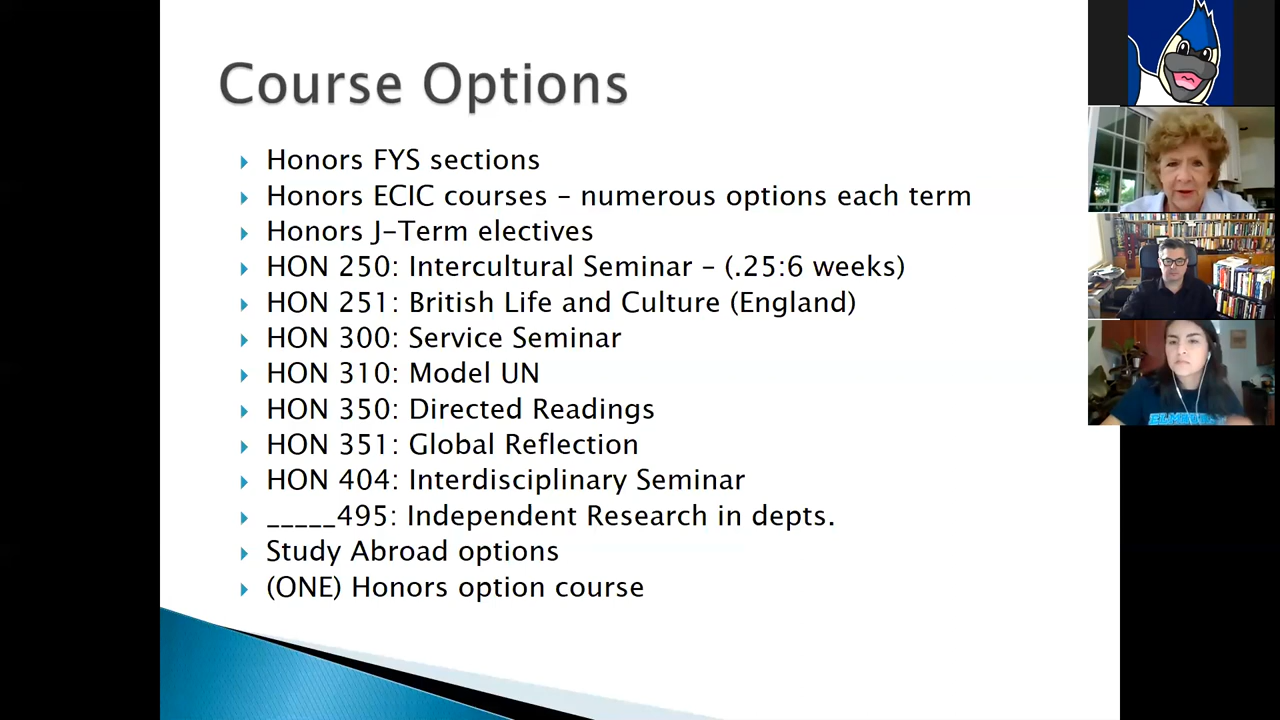 Course Options
Honors FYS sections
Honors ECIC courses – numerous options each term
Honors J-Term electives
HON 250: Intercultural Seminar – (.25:6 weeks)
HON 251: British Life and Culture (England)
HON 300: Service Seminar
HON 310: Model UN
HON 350: Directed Readings
HON 351: Global Reflection
HON 404: Interdisciplinary Seminar
_____495: Independent Research in depts.
Study Abroad options
(ONE) Honors option course